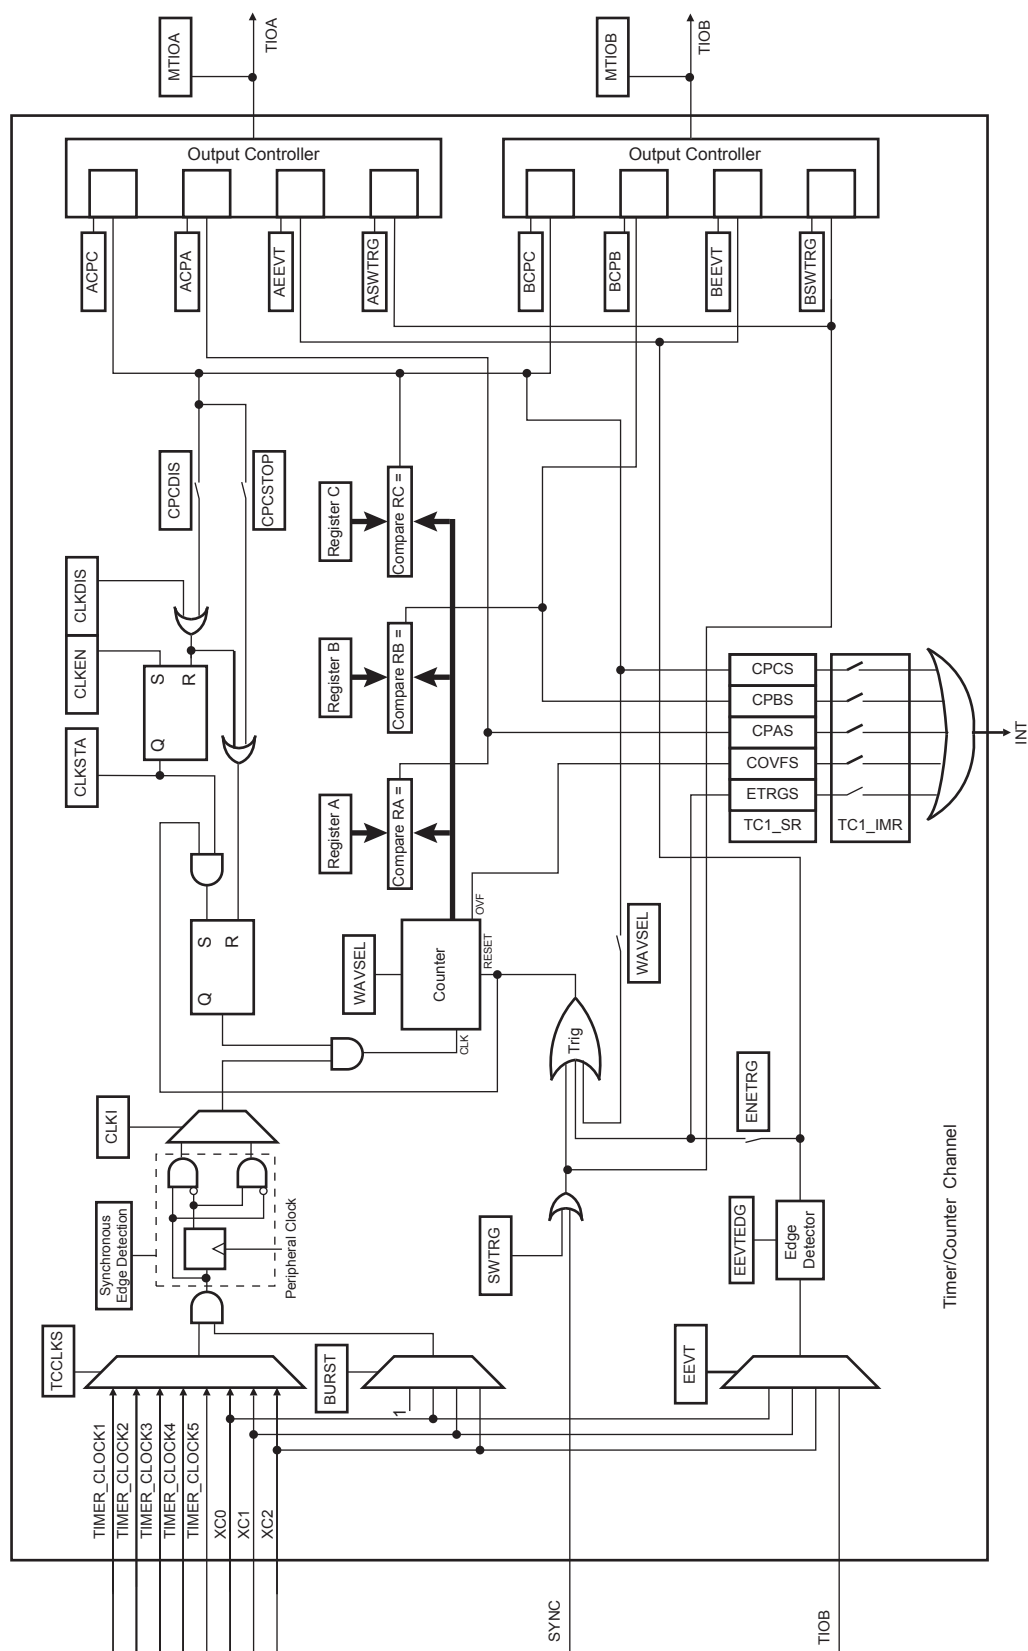 MTIOA
TIOA
MTIOB
TIOB
Output Controller
Output Controller
ACPC
ACPA
AEEVT
ASWTRG
BCPC
BCPB
BEEVT
BSWTRG
CPCDIS
CPCSTOP
Register C
Compare RC =
CLKDIS
CLKEN
CLKSTA
S
R
Q
Register B
Compare RB =
Register A
Compare RA =
CPCS
CPBS
CPAS
COVFS
ETRGS
TC1_SR
TC1_IMR
INT
S
R
Q
WAVSEL
Counter
OVF
RESET
CLK
WAVSEL
Trig
ENETRG
CLKI
Synchronous
Edge Detection
Peripheral Clock
SWTRG
EEVTEDG
Edge
Detector
Timer/Counter Channel
TCCLKS
BURST
1
EEVT
TIMER_CLOCK1
TIMER_CLOCK2
TIMER_CLOCK3
TIMER_CLOCK4
TIMER_CLOCK5
XC0
XC1
XC2
SYNC
TIOB